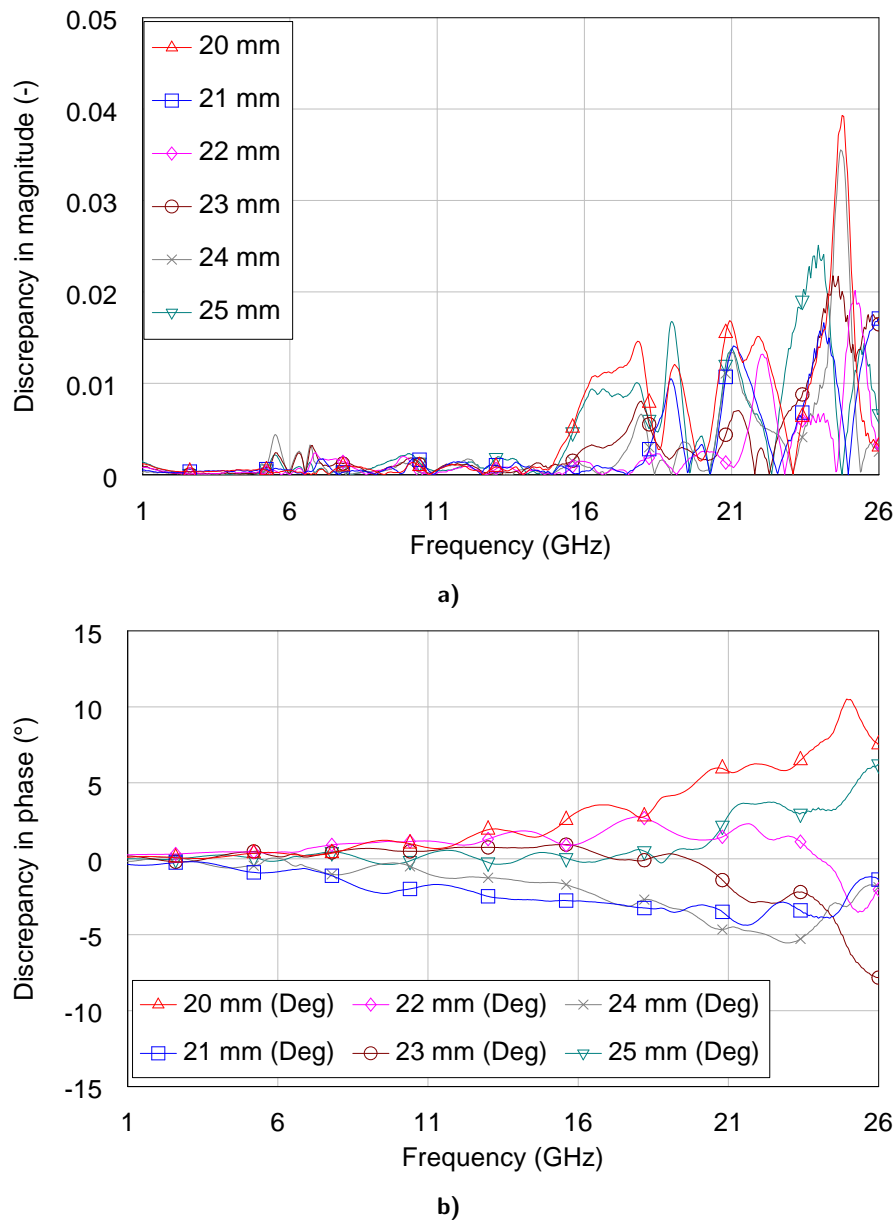 0.05
0.04
0.03
0.02
0.01
0
Discrepancy in magnitude (-)
20 mm
21 mm
22 mm
23 mm
24 mm
25 mm
1 6 11 16 21 26
Frequency (GHz)
a)
15
10
5
0
-5
-10
-15
Discrepancy in phase (°)
20 mm (Deg) 22 mm (Deg) 24 mm (Deg)
21 mm (Deg) 23 mm (Deg) 25 mm (Deg)
1 6 11 16 21 26
Frequency (GHz)
b)